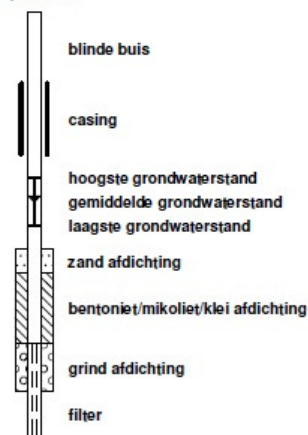 blinde buis
casing
hoogste grondwaterstand
gemiddelde grondwaterstand
laagste grondwaterstand
zand afdichting
bentoniet/mikoliet/klei afdichting
grind afdichting
filter